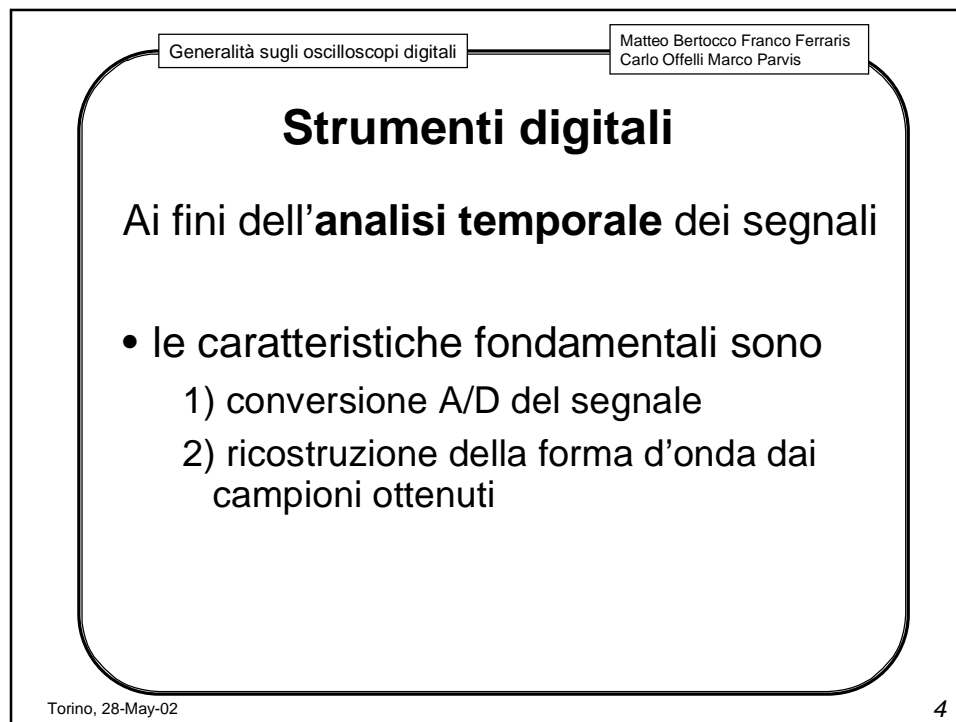 Generalità sugli oscilloscopi digitali
Matteo Bertocco Franco Ferraris
Carlo Offelli Marco Parvis
Strumenti digitali
Ai fini dell'analisi temporale dei segnali
• le caratteristiche fondamentali sono
1) conversione A/D del segnale
2) ricostruzione della forma d'onda dai
campioni ottenuti
Torino, 28-May-02
4